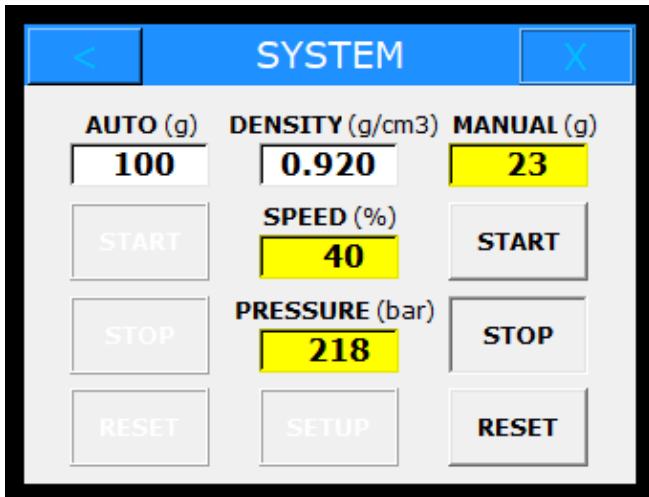 < SYSTEM X
AUTO (g) DENSITY (g/cm3) MANUAL (g)
100 0.920 23
SPEED (%)
START 40 START
PRESSURE (bar)
STOP 218 STOP
RESET SETUP RESET